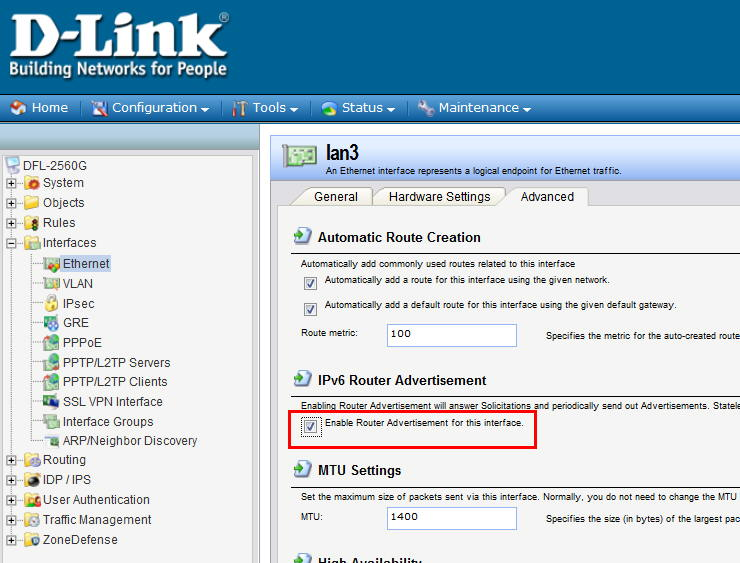 D-Link®
Building Networks for People
Home Configuration Tools Status Maintenance
DFL-2560G
System
Objects
Rules
Interfaces
Ethernet
VLAN
IPsec
GRE
PPPoE
PPTP/L2TP Servers
PPTP/L2TP Clients
SSL VPN Interface
Interface Groups
ARP/Neighbor Discovery
Routing
IDP / IPS
User Authentication
Traffic Management
ZoneDefense
lan3
An Ethernet interface represents a logical endpoint for Ethernet traffic.
General Hardware Settings Advanced
Automatic Route Creation
Automatically add commonly used routes related to this interface
Automatically add a route for this interface using the given network.
Automatically add a default route for this interface using the given default gateway.
Route metric: 100 Specifies the metric for the auto-created route
IPv6 Router Advertisement
Enabling Router Advertisement will answer Solicitations and periodically send out Advertisements. Statele
Enable Router Advertisement for this interface.
MTU Settings
Set the maximum size of packets sent via this interface. Normally, you do not need to change the MTU
MTU: 1400 Specifies the size (in bytes) of the largest pac
High Availability